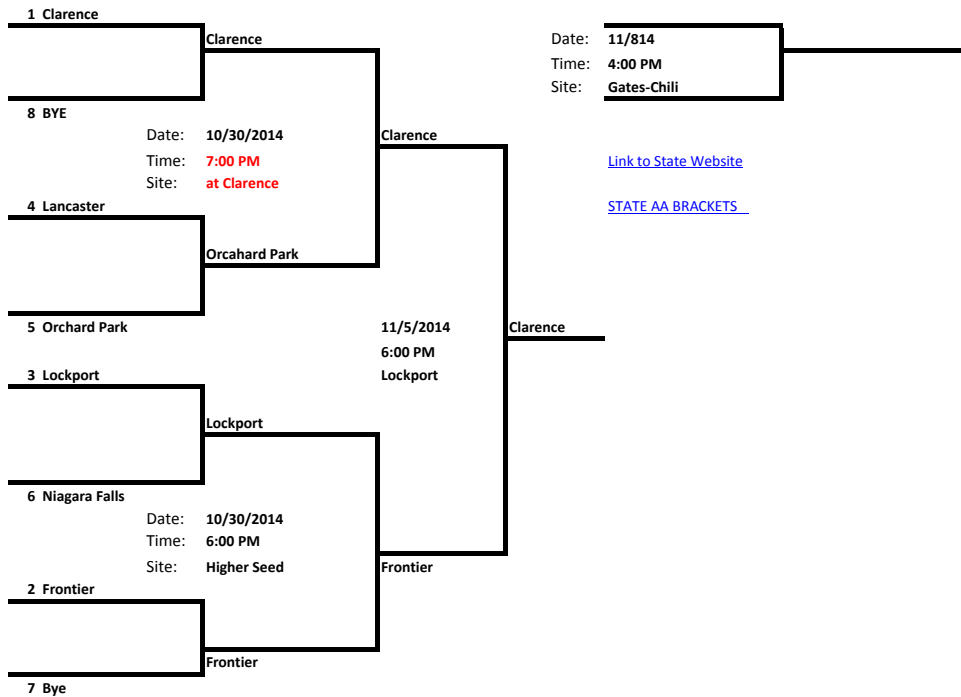 1 Clarence
Clarence
Date: 11/814
Time: 4:00 PM
Site: Gates-Chili
8 BYE
Date: 10/30/2014
Clarence
Time: 7:00 PM
Link to State Website
Site: at Clarence
4 Lancaster
STATE AA BRACKETS
Orcahard Park
5 Orchard Park
11/5/2014
Clarence
6:00 PM
3 Lockport
Lockport
Lockport
6 Niagara Falls
Date: 10/30/2014
Time: 6:00 PM
Site: Higher Seed
Frontier
2 Frontier
Frontier
7 Bye